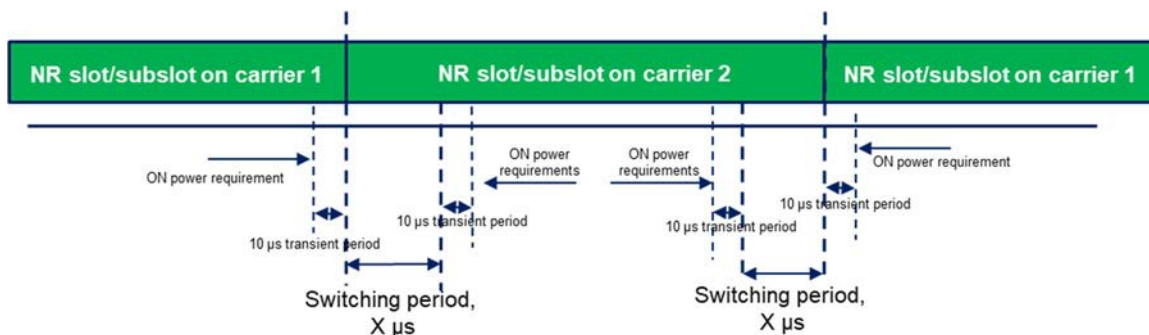 NR slot/subslot on carrier 1
NR slot/subslot on carrier 2
NR slot/subslot on carrier 1
ON power requirement
ON power
requirements
ON power
requirements
ON power requirement
10 µs transient period
10 µs transient period
10 µs transient period
10 µs transient period
Switching period,
X µs
Switching period,
X µs